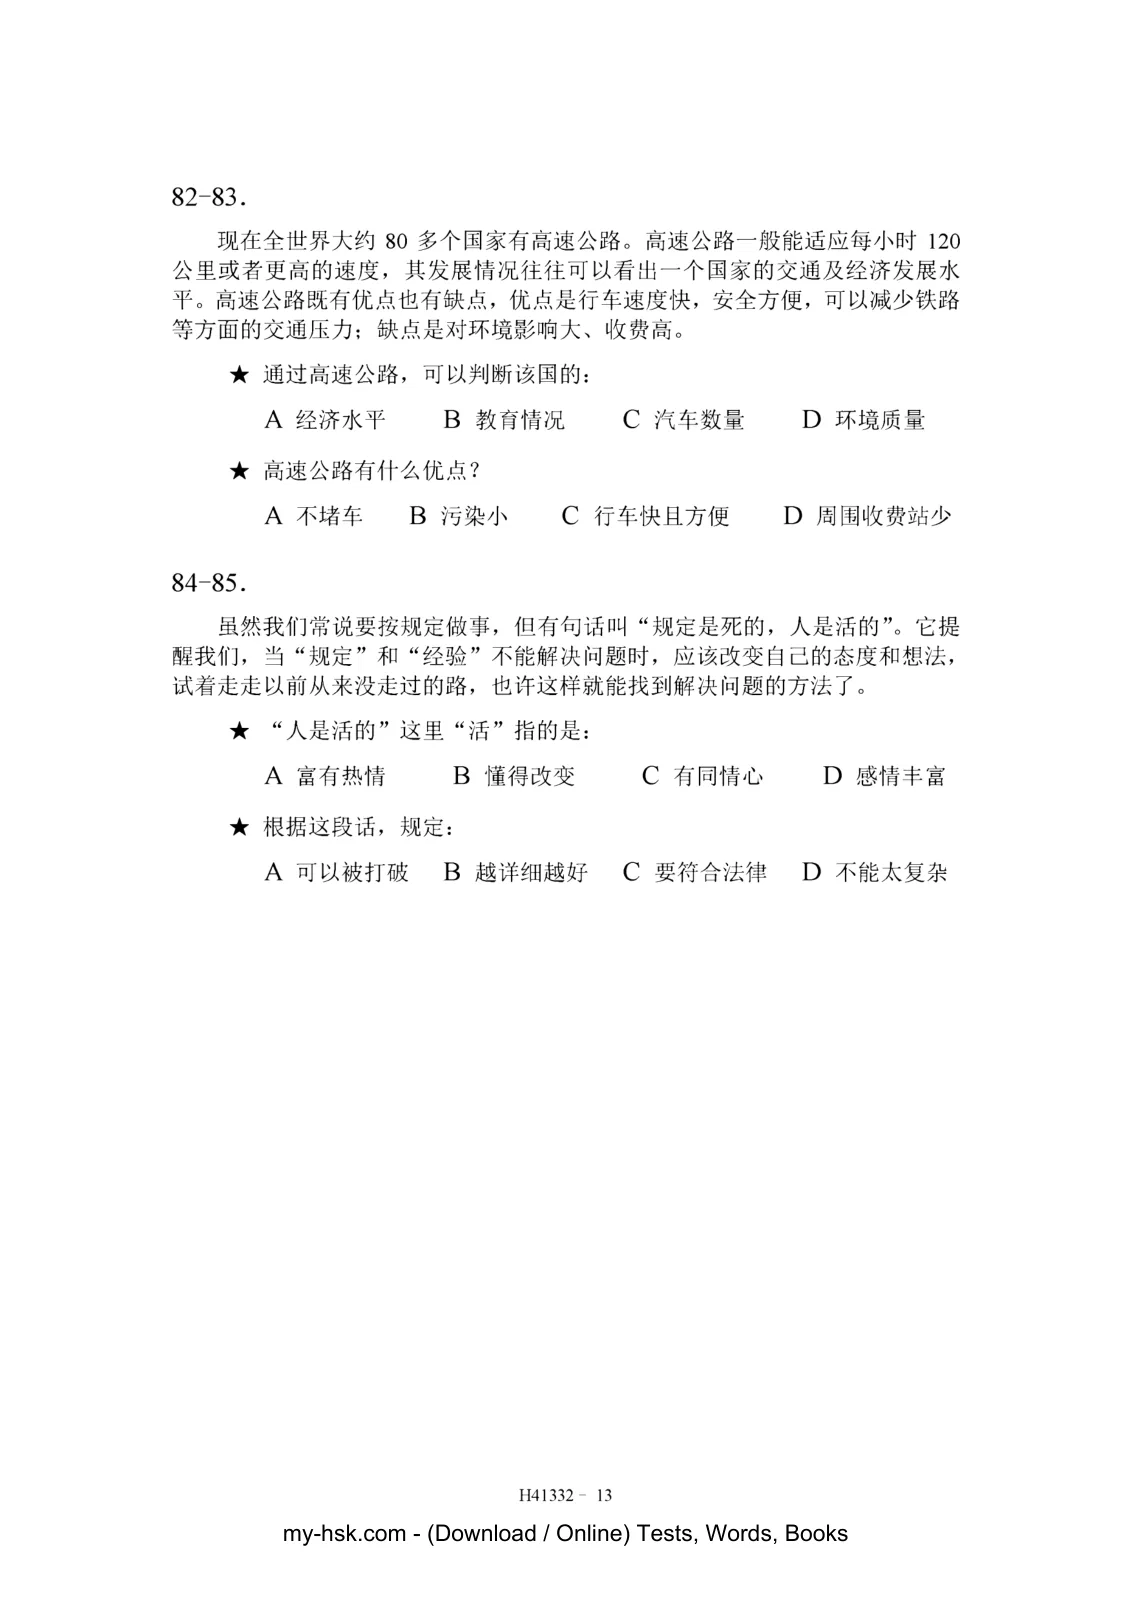 82-83.
现在全世界大约 80 多个国家有高速公路。高速公路一般能适应每小时 120
公里或者更高的速度，其发展情况往往可以看出一个国家的交通及经济发展水
平。高速公路既有优点也有缺点，优点是行车速度快，安全方便，可以减少铁路
等方面的交通压力；缺点是对环境影响大、收费高。
★ 通过高速公路，可以判断该国的：
A 经济水平 B 教育情况 C 汽车数量 D 环境质量
★ 高速公路有什么优点？
A 不堵车 B 污染小 C 行车快且方便 D 周围收费站少
84-85.
虽然我们常说要按规定做事，但有句话叫“规定是死的，人是活的”。它提
醒我们，当“规定”和“经验”不能解决问题时，应该改变自己的态度和想法，
试着走走以前从来没走过的路，也许这样就能找到解决问题的方法了。
★ “人是活的”这里“活”指的是：
A 富有热情 B 懂得改变 C 有同情心 D 感情丰富
★ 根据这段话，规定：
A 可以被打破 B 越详细越好 C 要符合法律 D 不能太复杂
H41332－ 13
my-hsk.com - (Download / Online) Tests, Words, Books